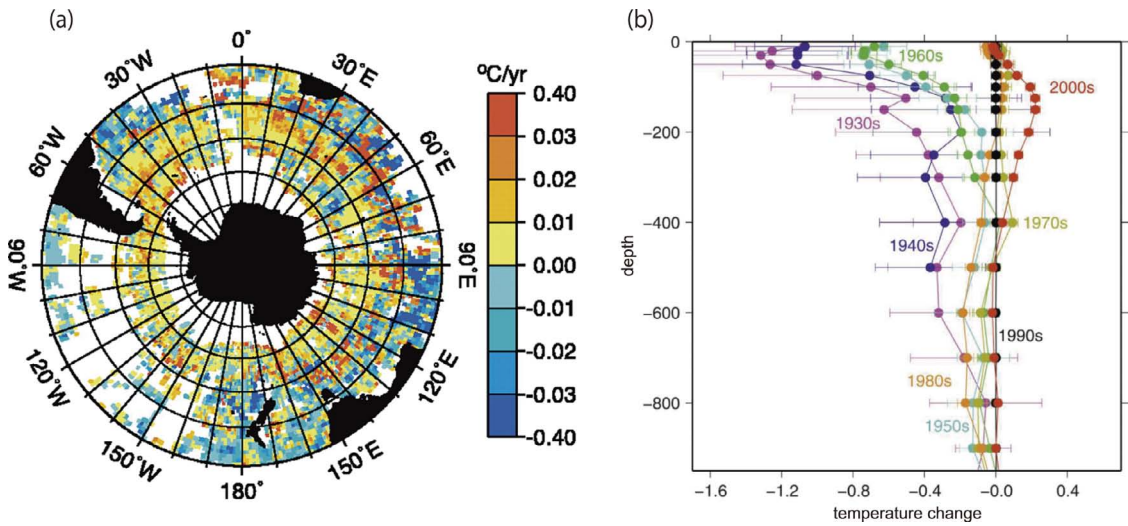 (a)
0°
30°E
60°E
90°E
120°E
150°E
180°
150°W
120°W
90°W
60°W
30°W
ºC/yr
0.40
0.03
0.02
0.01
0.00
-0.01
-0.02
-0.03
-0.40
(b)
0
−200
−400
−600
−800
depth
1960s
2000s
1930s
1970s
1940s
1990s
1980s
1950s
−1.6
−1.2
−0.8
−0.4
−0.0
0.4
temperature change